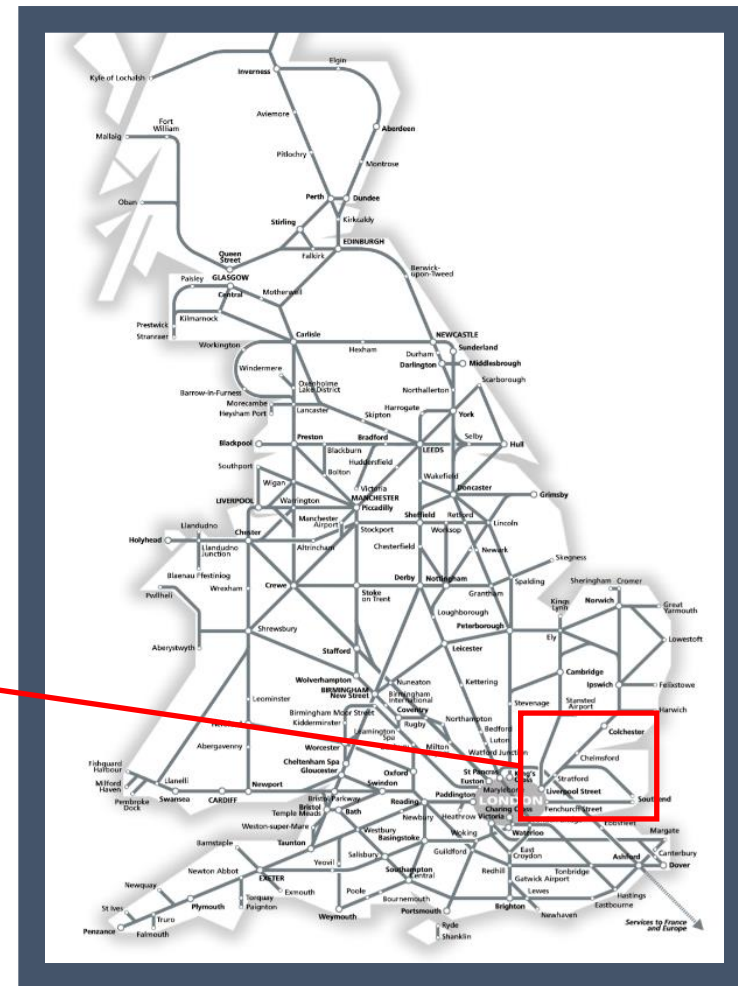 Elgin
Inverness
Kyle of Lochalsh
Aviemore
Fort
William
Aberdeen
Mallaig
Pitlochry
Montrose
Perth
Dundee
Oban
Stirling
Kirkcaldy
EDINBURGH
Queen
Street
Falkirk
Berwick-
upon-Tweed
Paisley
GLASGOW
Central
Motherwell
Kilmarnock
Prestwick
Stranraer
Carlisle
NEWCASTLE
Workington
Hexham
Sunderland
Durham
Darlington
Middlesbrough
Windermere
Scarborough
Oxenholme
Lake District
Barrow-in-Furness
Northallerton
Morecambe
Heysham Port
Lancaster
Harrogate
Skipton
York
Preston
Bradford
Selby
Blackpool
Blackburn
LEEDS
Hull
Southport
Huddersfield
Bolton
Wakefield
Wigan
Victoria
Doncaster
MANCHESTER
Piccadilly
LIVERPOOL
Warrington
Grimsby
Manchester
Airport
Sheffield
Retford
Llandudno
Stockport
Worksop
Lincoln
Holyhead
Chester
Llandudno
Junction
Altrincham
Chesterfield
Newark
Skegness
Blaenau Ffestiniog
Pwllheli
Wrexham
Crewe
Stoke
on Trent
Derby
Nottingham
Grantham
Spalding
Sheringham
Cromer
Kings
Lynn
Norwich
Great
Yarmouth
Loughborough
Peterborough
Shrewsbury
Ely
Lowestoft
Aberystwyth
Stafford
Leicester
Wolverhampton
Nuneaton
Cambridge
BIRMINGHAM
New Street
Birmingham
International
Kettering
Ipswich
Felixstowe
Leominster
Coventry
Stevenage
Stansted
Airport
Harwich
Birmingham Moor Street
Rugby
Northampton
Kidderminster
Leamington
Spa
Bedford
Colchester
Abergavenny
Worcester
Milton
Luton
Watford Junction
Chelmsford
Cheltenham Spa
Gloucester
Oxford
St Pancras
King's
Cross
Fishguard
Harbour
Llanelli
Swindon
Euston
Stratford
Milford
Haven
Newport
Marylebone
Liverpool Street
Pembroke
Dock
Swansea
CARDIFF
Bristol Parkway
Reading
Paddington
LONDON
Southend
Bristol
Temple Meads
Bath
Charing Cross
Fenchurch Street
Newbury
Heathrow
Victoria
Ebbsfleet
Weston-super-Mare
Westbury
Basingstoke
Woking
Waterloo
Margate
Barnstaple
Taunton
Salisbury
Guildford
East
Croydon
Canterbury
Yeovil
Ashford
Newton Abbot
EXETER
Southampton
Central
Redhill
Tonbridge
Dover
Gatwick Airport
Newquay
Exmouth
Poole
Lewes
Hastings
Torquay
Paignton
Bournemouth
Eastbourne
St Ives
Plymouth
Weymouth
Portsmouth
Brighton
Newhaven
Truro
Penzance
Falmouth
Ryde
Shanklin
Services to France
and Europe